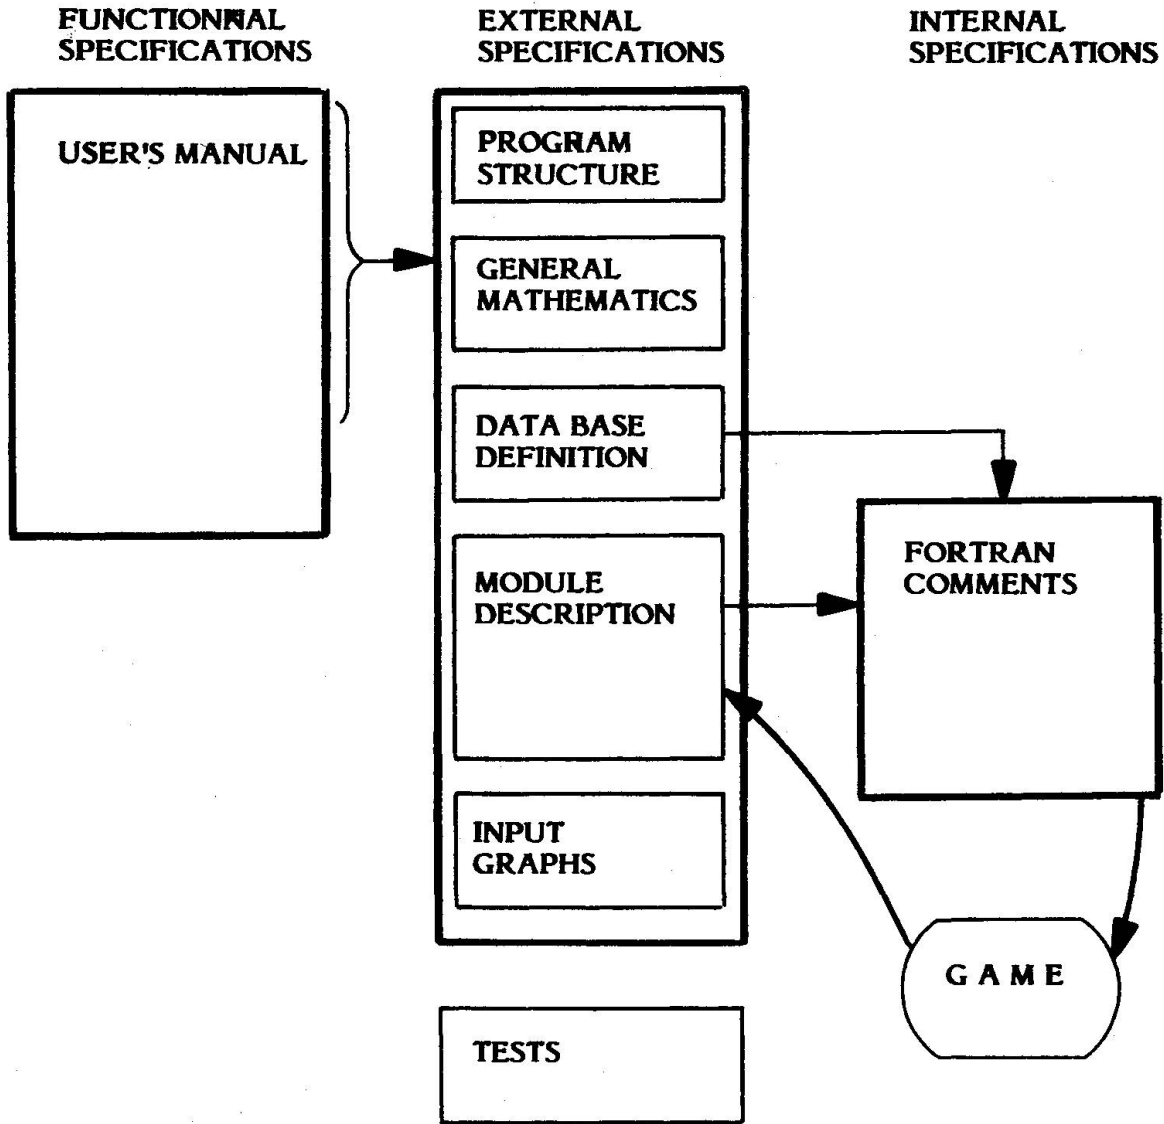 FUNCTIONNAL
SPECIFICATIONS
EXTERNAL
SPECIFICATIONS
INTERNAL
SPECIFICATIONS
USER'S MANUAL
PROGRAM
STRUCTURE
GENERAL
MATHEMATICS
DATA BASE
DEFINITION
MODULE
DESCRIPTION
FORTRAN
COMMENTS
INPUT
GRAPHS
GAME
TESTS